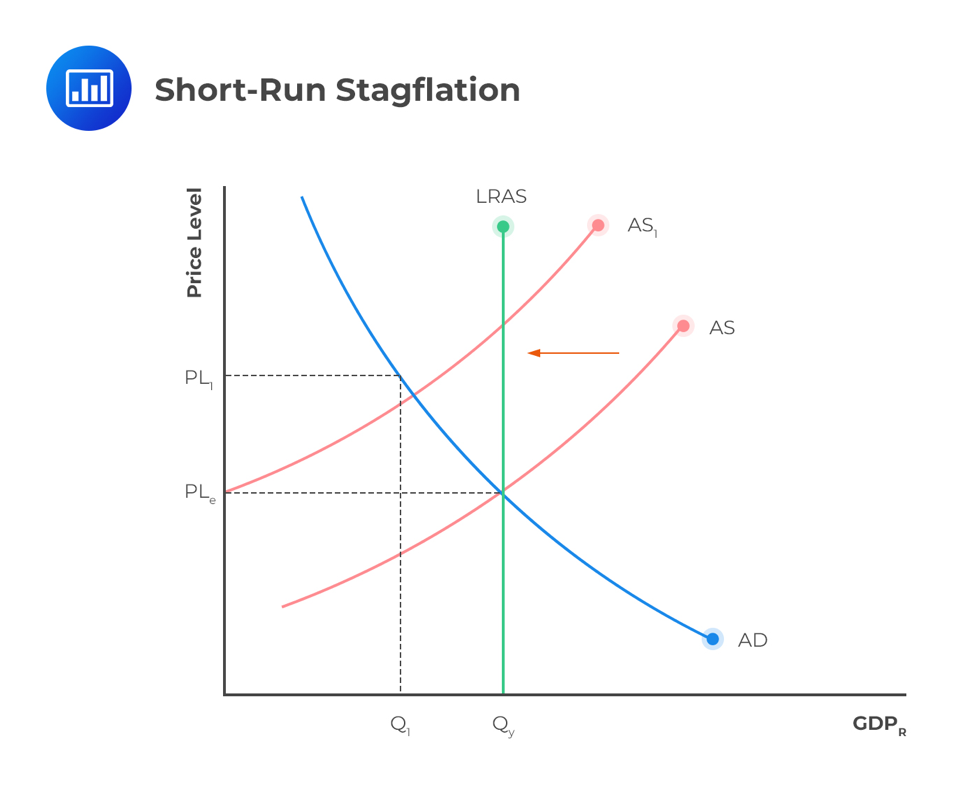 Short-Run Stagflation
Price Level
LRAS
AS1
AS
PL1
PLe
AD
Q1
Qy
GDPR